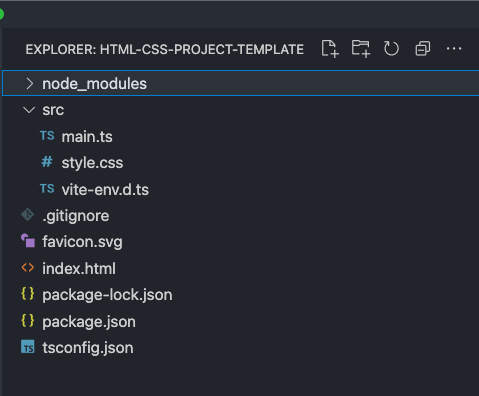 EXPLORER: HTML-CSS-PROJECT-TEMPLATE
node_modules
src
TS main.ts
# style.css
TS vite-env.d.ts
.gitignore
favicon.svg
<> index.html
{} package-lock.json
{} package.json
TS tsconfig.json